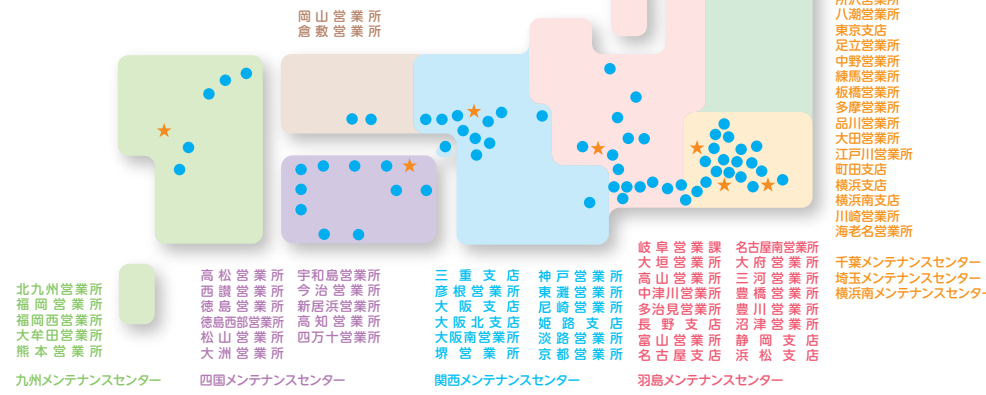 岡山営業所
倉敷営業所
所沢営業所
八潮営業所
東京支店
足立営業所
中野営業所
練馬営業所
板橋営業所
多摩営業所
品川営業所
大田営業所
江戸川営業所
町田支店
横浜支店
横浜南支店
川崎営業所
海老名営業所
千葉メンテナンスセンター
埼玉メンテナンスセンター
横浜南メンテナンスセンター
北九州営業所
福岡営業所
福岡西営業所
大牟田営業所
熊本営業所
九州メンテナンスセンター
高松営業所
西讃営業所
徳島営業所
徳島西部営業所
松山営業所
大洲営業所
宇和島営業所
今治営業所
新居浜営業所
高知営業所
四万十営業所
四国メンテナンスセンター
三重支店
彦根営業所
大阪支店
大阪北支店
大阪南営業所
堺営業所
神戸営業所
東灘営業所
尼崎営業所
姫路支店
淡路営業所
京都営業所
関西メンテナンスセンター
岐阜営業課
大垣営業所
高山営業所
中津川営業所
多治見営業所
長野支店
富山営業所
名古屋支店
名古屋南営業所
大府営業所
三河営業所
豊橋営業所
豊川営業所
沼津営業所
静岡支店
浜松支店
羽島メンテナンスセンター